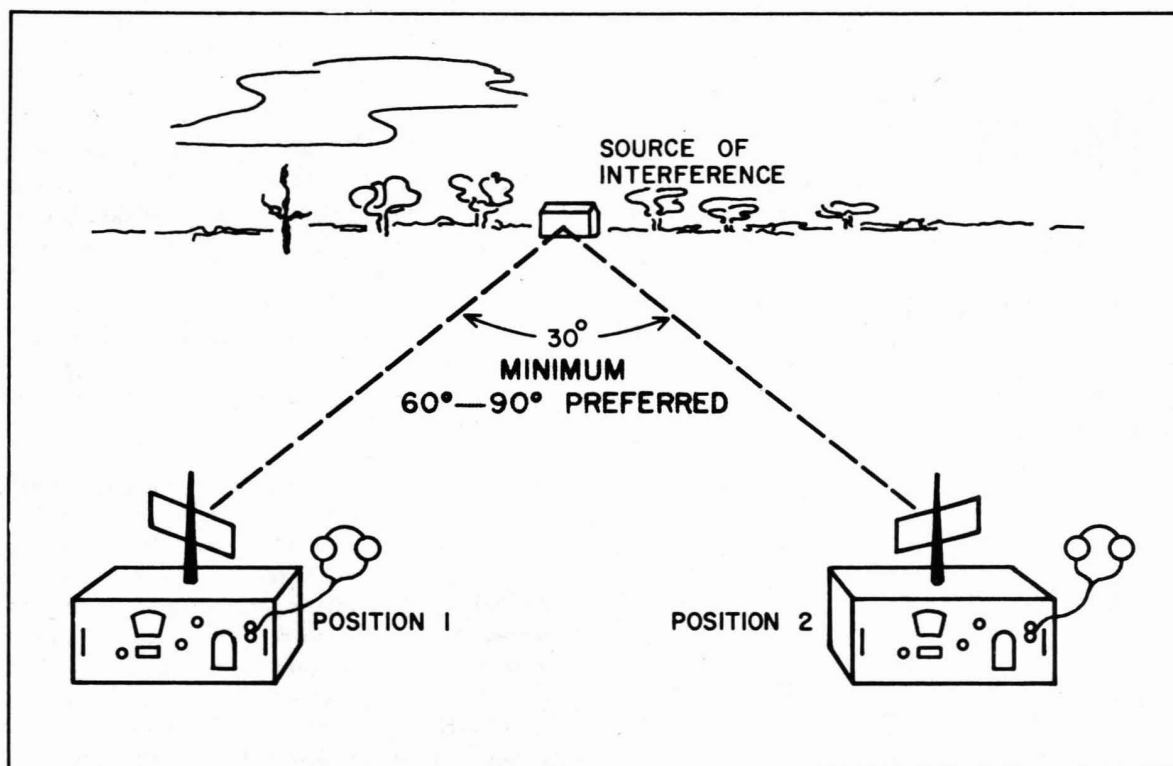 SOURCE OF
INTERFERENCE
30°
MINIMUM
60°—90° PREFERRED
POSITION 1
POSITION 2